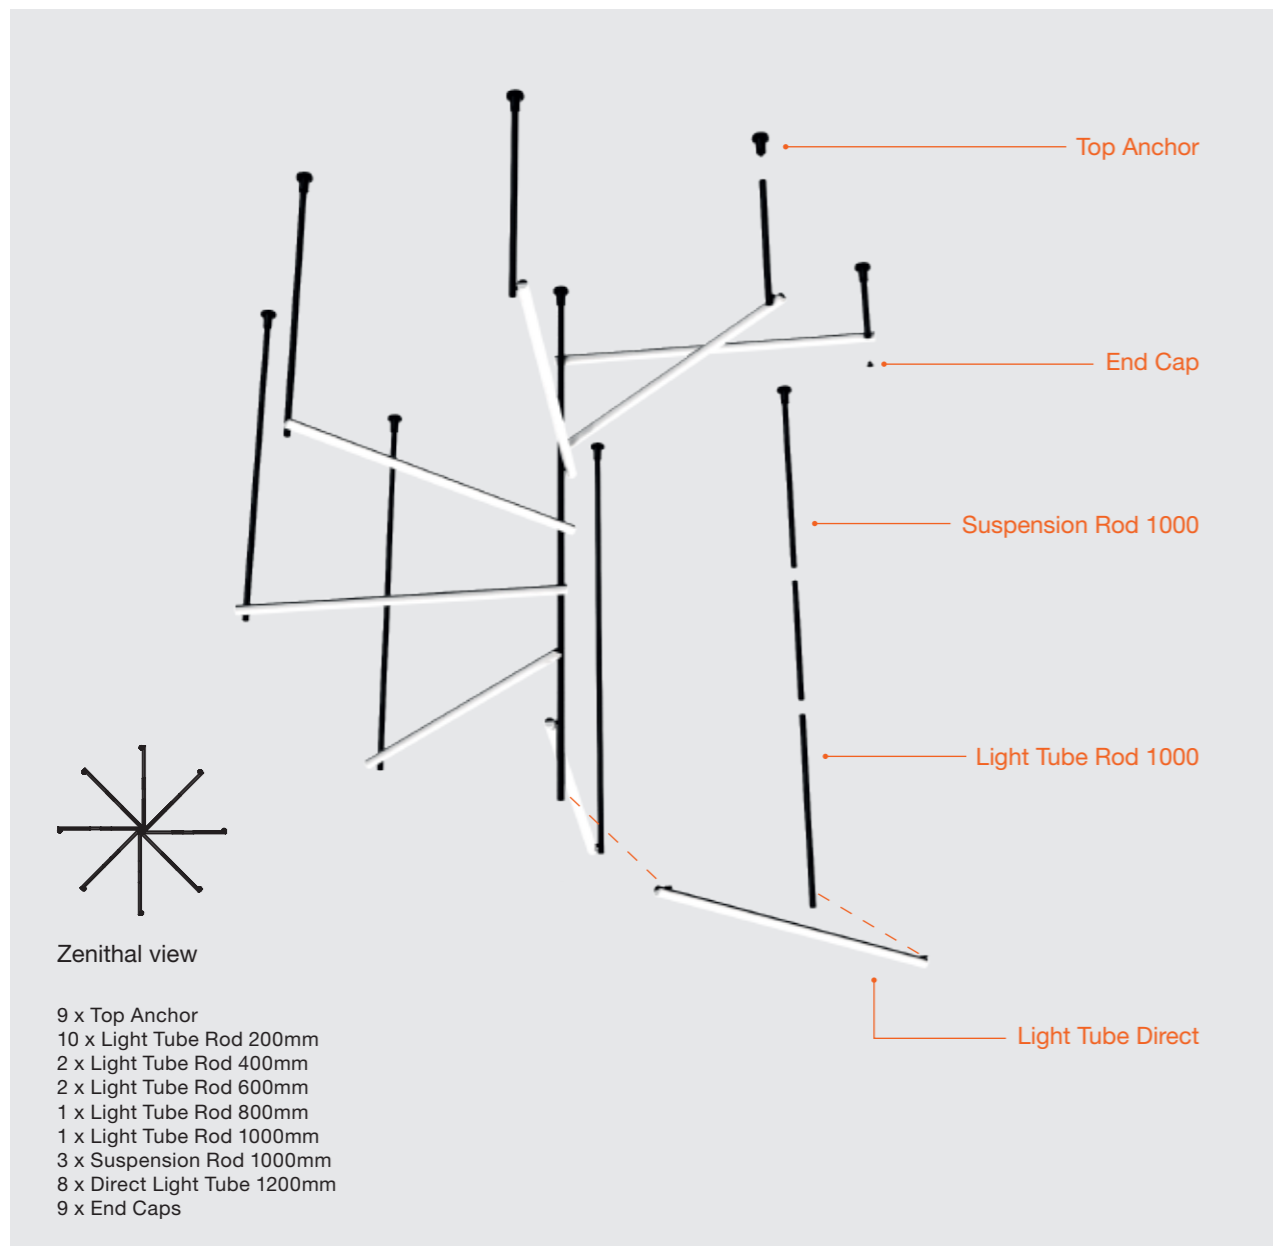 Top Anchor
End Cap
Suspension Rod 1000
Light Tube Rod 1000
Light Tube Direct
Zenithal view
9 x Top Anchor
10 x Light Tube Rod 200mm
2 x Light Tube Rod 400mm
2 x Light Tube Rod 600mm
1 x Light Tube Rod 800mm
1 x Light Tube Rod 1000mm
3 x Suspension Rod 1000mm
8 x Direct Light Tube 1200mm
9 x End Caps